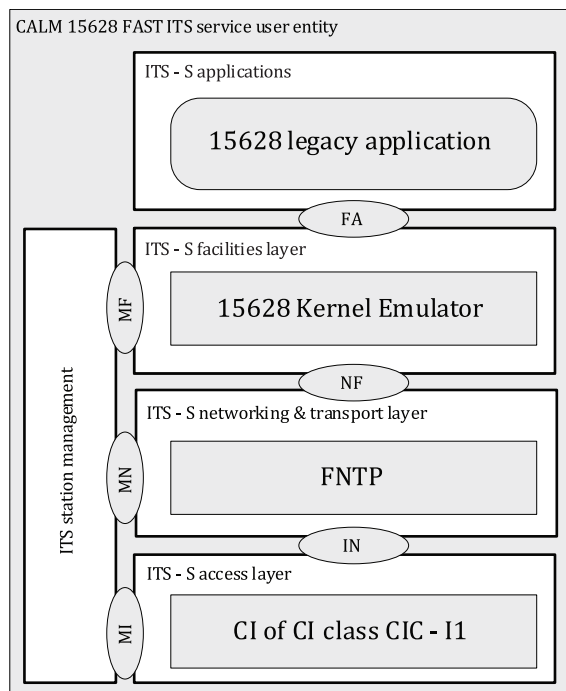 CALM 15628 FAST ITS service user entity
ITS - S applications
15628 legacy application
FA
ITS - S facilities layer
15628 Kernel Emulator
MF
NF
ITS - S networking & transport layer
FNTP
MN
ITS station management
IN
ITS - S access layer
CI of CI class CIC - I1
MI